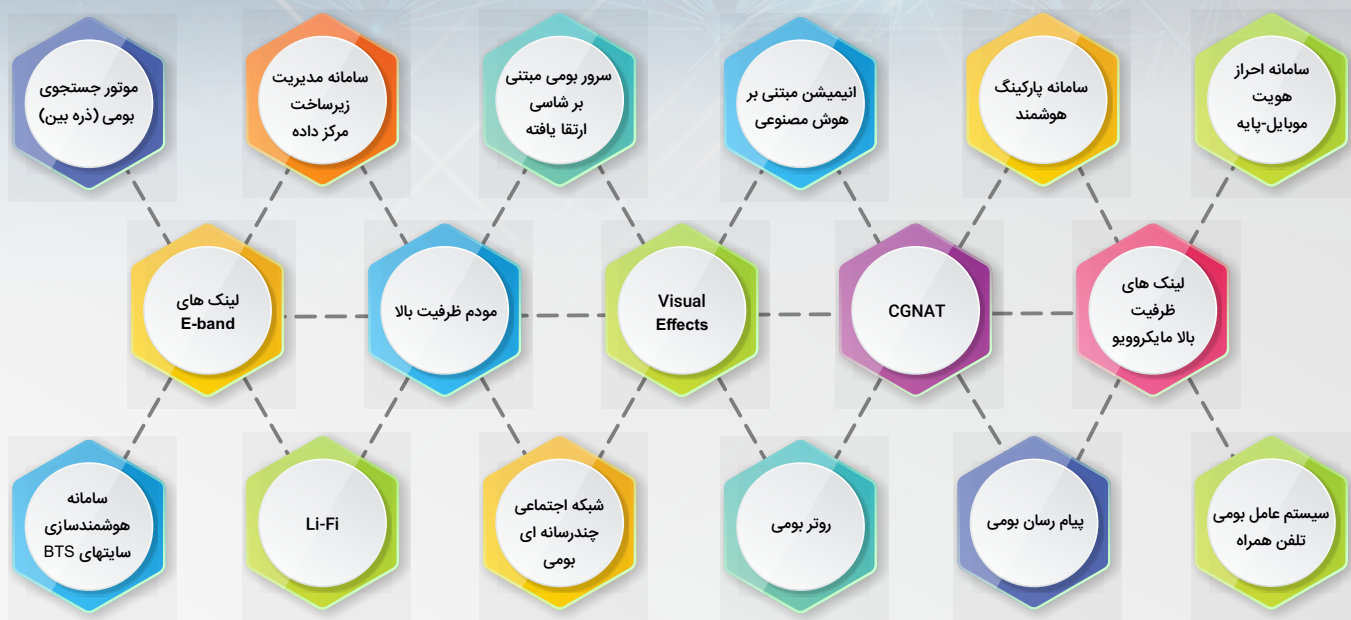 سامانه احراز
هویت
موبایل-پایه
سامانه پارکینگ
هوشمند
انیمیشن مبتنی بر
هوش مصنوعی
سرور بومی مبتنی
بر شاسی
ارتقا یافته
سامانه مدیریت
زیرساخت
مرکز داده
موتور جستجوی
بومی (ذره بین)
لینک های
ظرفیت
بالا مایکروویو
CGNAT
Visual
Effects
مودم ظرفیت بالا
لینک های
E-band
سیستم عامل بومی
تلفن همراه
پیام رسان بومی
روتر بومی
شبکه اجتماعی
چندرسانه ای
بومی
Li-Fi
سامانه
هوشمندسازی
سایتهای BTS